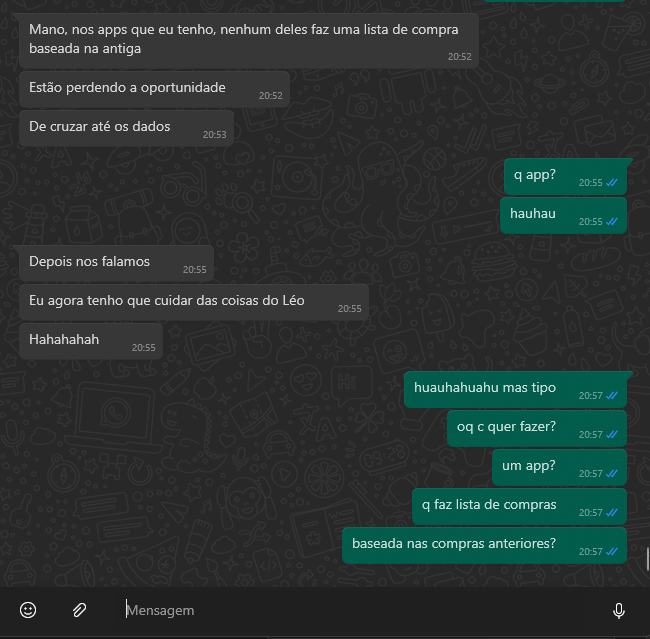 Mano, nos apps que eu tenho, nenhum deles faz uma lista de compra
baseada na antiga
20:52
Estão perdendo a oportunidade
20:52
De cruzar até os dados
20:53
q app?
20:55
hauhau
20:55
Depois nos falamos
20:55
Eu agora tenho que cuidar das coisas do Léo
20:55
Hahahahah
20:55
huauhahuahu mas tipo
20:57
oq c quer fazer?
20:57
um app?
20:57
q faz lista de compras
20:57
baseada nas compras anteriores?
20:57
Mensagem